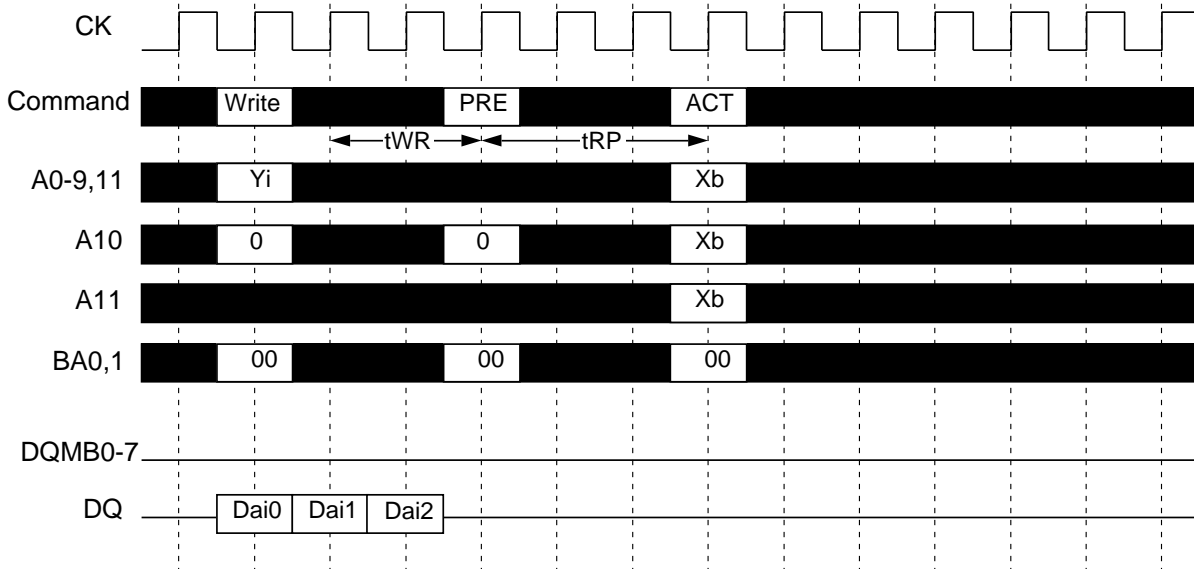 CK
Command Write PRE ACT
tWR tRP
A0-9,11 Yi Xb
A10 0 0 Xb
A11 Xb
BA0,1 00 00 00
DQMB0-7
DQ Dai0 Dai1 Dai2